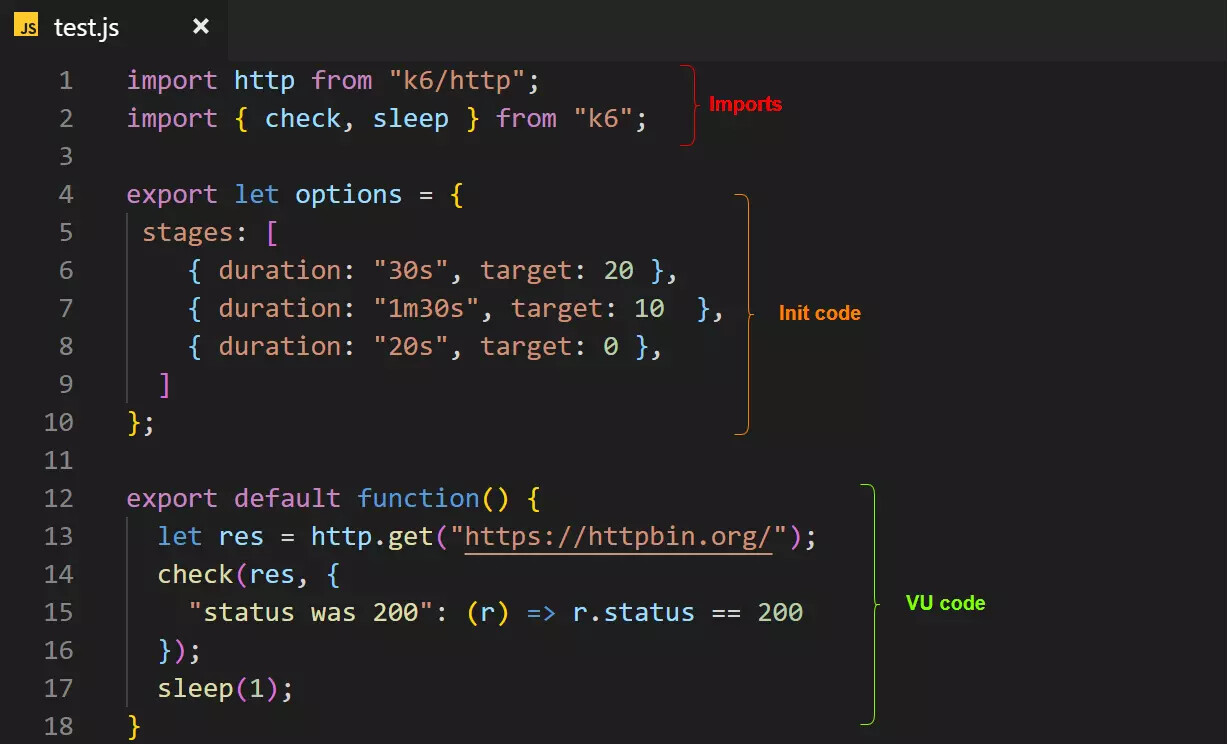 JS test.js ×
1 import http from "k6/http";
2 import { check, sleep } from "k6";
Imports
3
4 export let options = {
5  stages: [
6     { duration: "30s", target: 20 },
7     { duration: "1m30s", target: 10  },
Init code
8     { duration: "20s", target: 0 },
9   ]
10 };
11
12 export default function() {
13   let res = http.get("https://httpbin.org/");
14   check(res, {
15     "status was 200": (r) => r.status == 200
VU code
16   });
17   sleep(1);
18 }